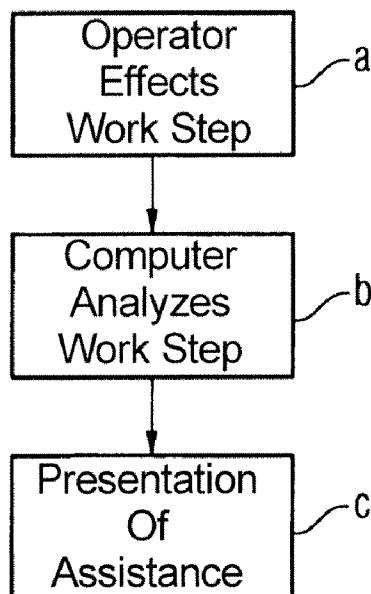 Operator
Effects
Work Step
a
Computer
Analyzes
Work Step
b
Presentation
Of
Assistance
c